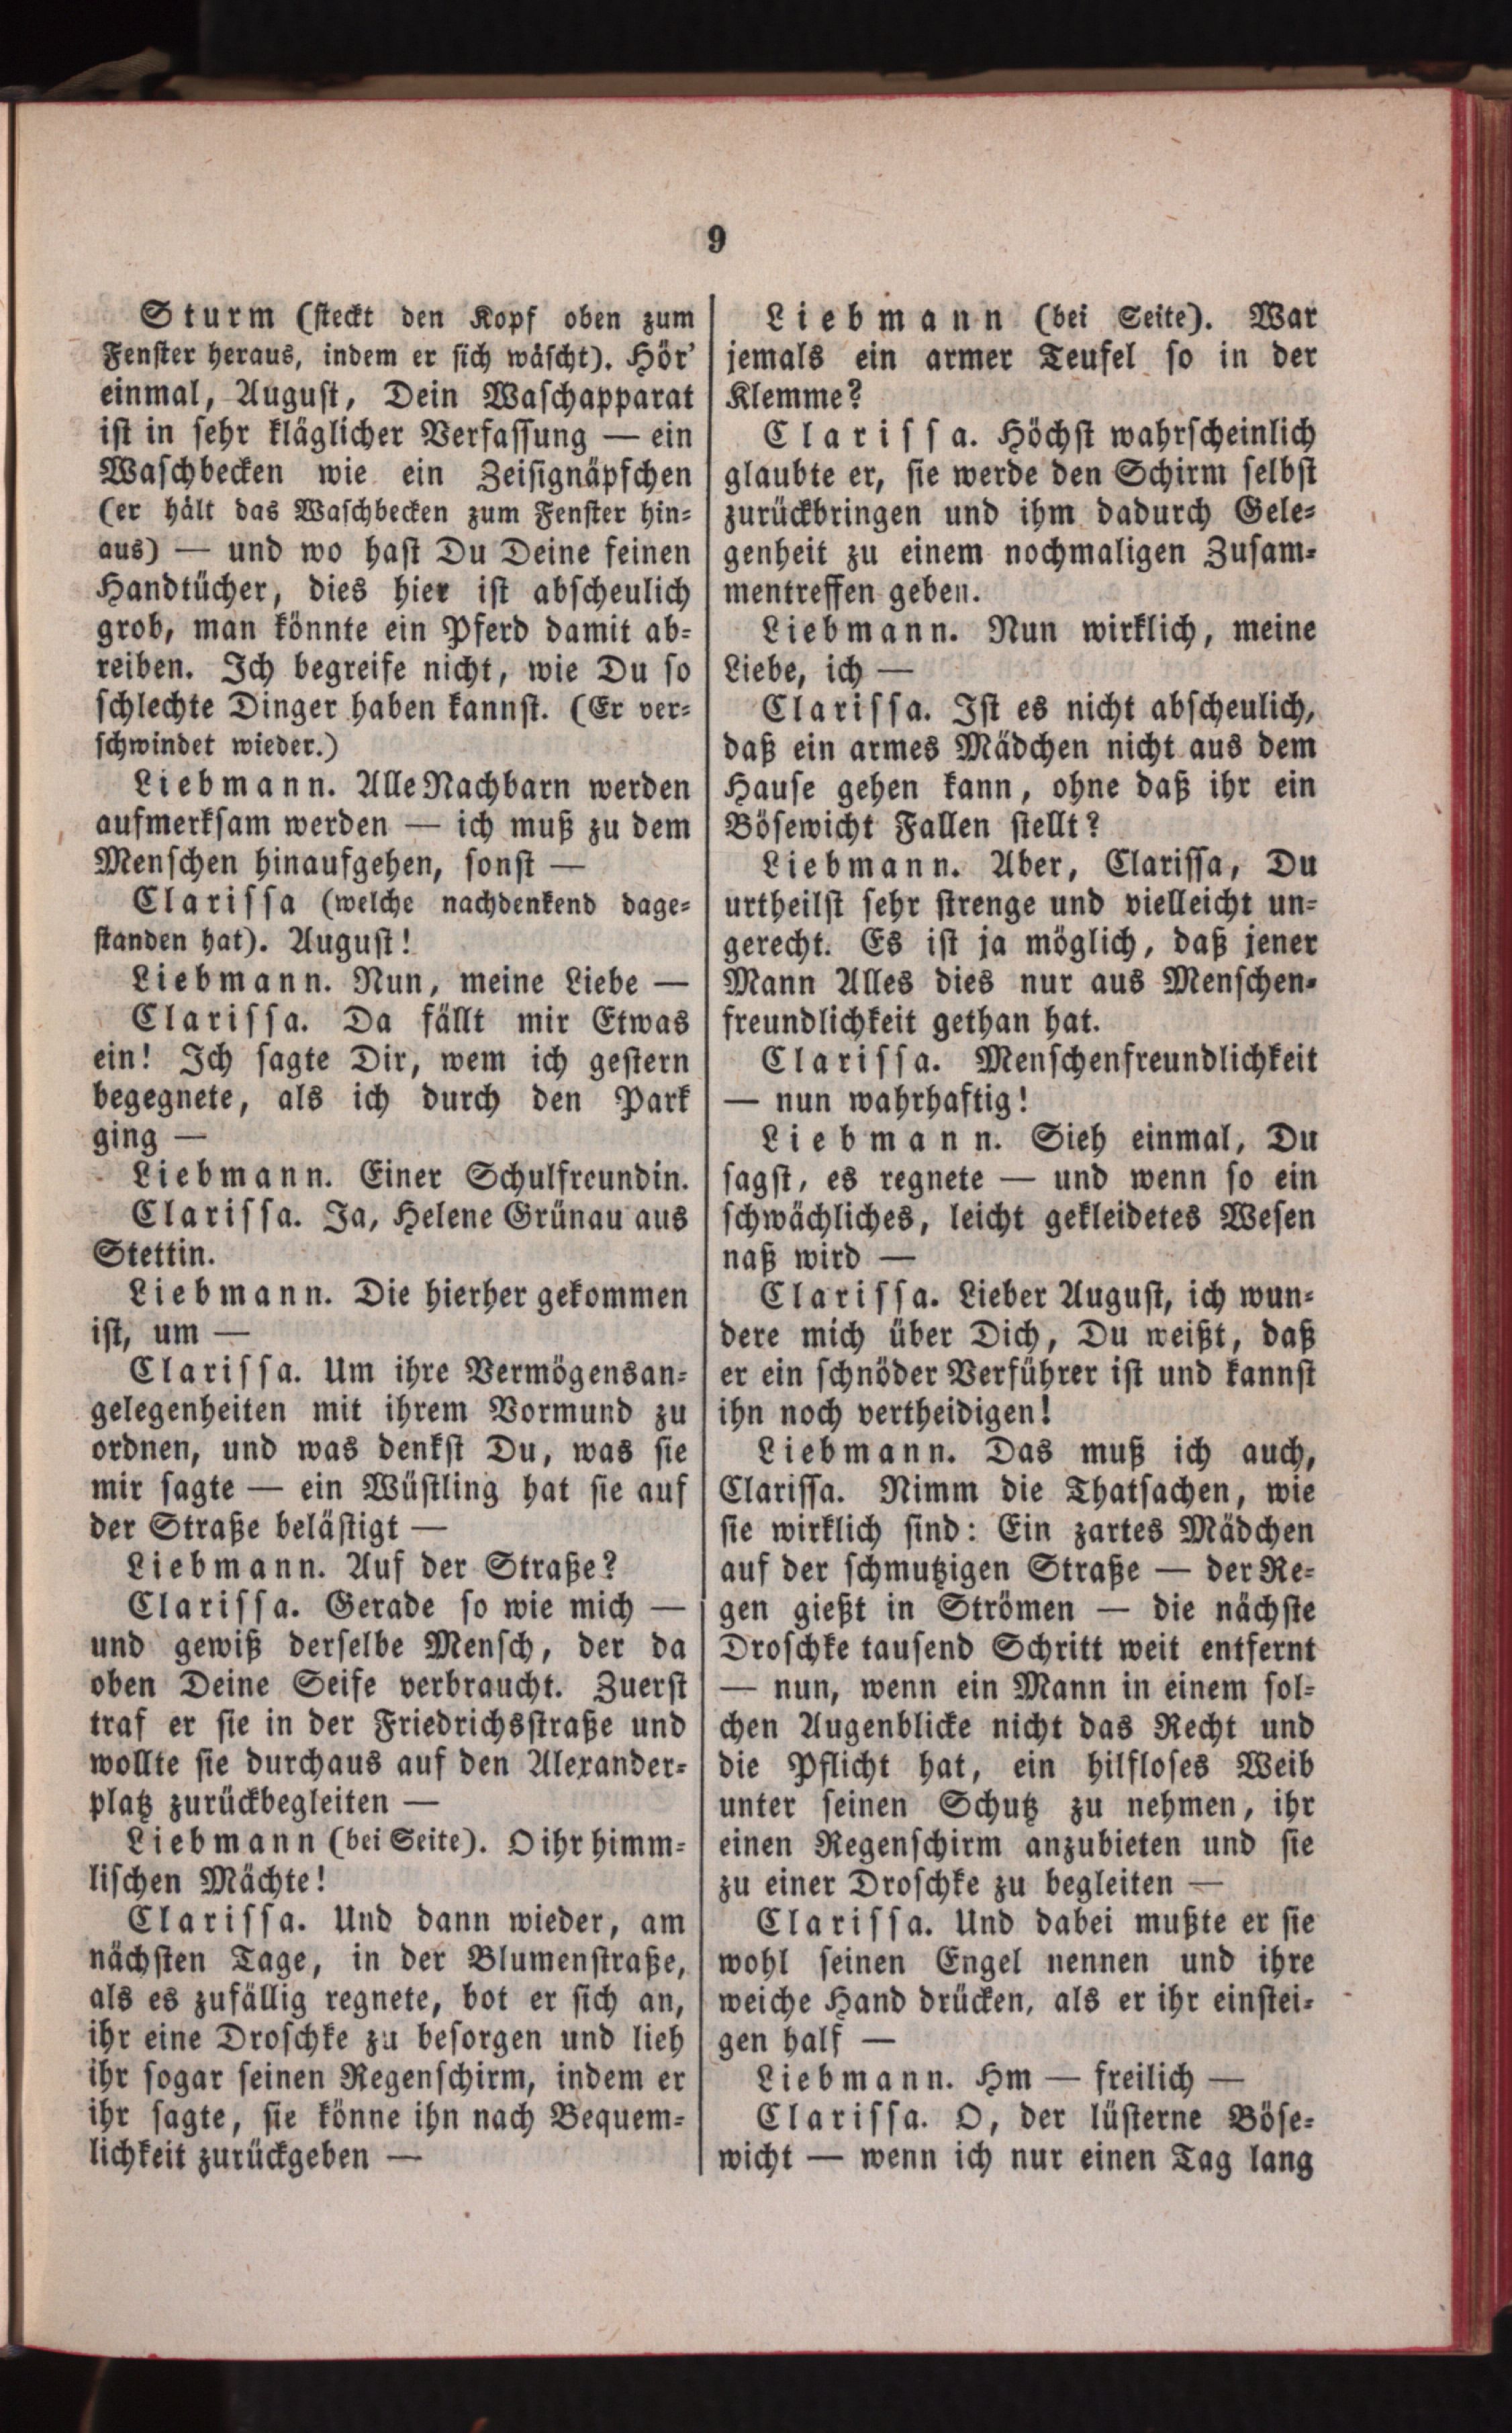 9
Sturm (steckt den Kopf oben zum
Fenster heraus, indem er sich wäscht). Hör'
einmal, August, Dein Waschapparat
ist in sehr kläglicher Verfassung — ein
Waschbecken wie ein Zeisignäpfchen
(er hält das Waschbecken zum Fenster hin-
aus) — und wo hast Du Deine feinen
Handtücher, dies hier ist abscheulich
grob, man könnte ein Pferd damit ab-
reiben. Ich begreife nicht, wie Du so
schlechte Dinger haben kannst. (Er ver-
schwindet wieder.)
Liebmann. Alle Nachbarn werden
aufmerksam werden — ich muß zu dem
Menschen hinaufgehen, sonst —
Clarissa (welche nachdenkend dage-
standen hat). August!
Liebmann. Nun, meine Liebe —
Clarissa. Da fällt mir Etwas
ein! Ich sagte Dir, wem ich gestern
begegnete, als ich durch den Park
ging —
Liebmann. Einer Schulfreundin.
Clarissa. Ja, Helene Grünau aus
Stettin.
Liebmann. Die hierher gekommen
ist, um —
Clarissa. Um ihre Vermögensan-
gelegenheiten mit ihrem Vormund zu
ordnen, und was denkst Du, was sie
mir sagte — ein Wüstling hat sie auf
der Straße belästigt —
Liebmann. Auf der Straße?
Clarissa. Gerade so wie mich —
und gewiß derselbe Mensch, der da
oben Deine Seife verbraucht. Zuerst
traf er sie in der Friedrichsstraße und
wollte sie durchaus auf den Alexander-
platz zurückbegleiten —
Liebmann (bei Seite). O ihr himm-
lischen Mächte!
Clarissa. Und dann wieder, am
nächsten Tage, in der Blumenstraße,
als es zufällig regnete, bot er sich an,
ihr eine Droschke zu besorgen und lieh
ihr sogar seinen Regenschirm, indem er
ihr sagte, sie könne ihn nach Bequem-
lichkeit zurückgeben —
Liebmann (bei Seite). War
jemals ein armer Teufel so in der
Klemme?
Clarissa. Höchst wahrscheinlich
glaubte er, sie werde den Schirm selbst
zurückbringen und ihm dadurch Gele-
genheit zu einem nochmaligen Zusam-
mentreffen geben.
Liebmann. Nun wirklich, meine
Liebe, ich —
Clarissa. Ist es nicht abscheulich,
daß ein armes Mädchen nicht aus dem
Hause gehen kann, ohne daß ihr ein
Bösewicht Fallen stellt?
Liebmann. Aber, Clarissa, Du
urtheilst sehr strenge und vielleicht un-
gerecht. Es ist ja möglich, daß jener
Mann Alles dies nur aus Menschen-
freundlichkeit gethan hat.
Clarissa. Menschenfreundlichkeit
— nun wahrhaftig!
Liebmann. Sieh einmal, Du
sagst, es regnete — und wenn so ein
schwächliches, leicht gekleidetes Wesen
naß wird —
Clarissa. Lieber August, ich wun-
dere mich über Dich, Du weißt, daß
er ein schnöder Verführer ist und kannst
ihn noch vertheidigen!
Liebmann. Das muß ich auch,
Clarissa. Nimm die Thatsachen, wie
sie wirklich sind: Ein zartes Mädchen
auf der schmutzigen Straße — der Re-
gen gießt in Strömen — die nächste
Droschke tausend Schritt weit entfernt
— nun, wenn ein Mann in einem sol-
chen Augenblicke nicht das Recht und
die Pflicht hat, ein hilfloses Weib
unter seinen Schutz zu nehmen, ihr
einen Regenschirm anzubieten und sie
zu einer Droschke zu begleiten —
Clarissa. Und dabei mußte er sie
wohl seinen Engel nennen und ihre
weiche Hand drücken, als er ihr einstei-
gen half —
Liebmann. Hm — freilich —
Clarissa. O, der lüsterne Böse-
wicht — wenn ich nur einen Tag lang